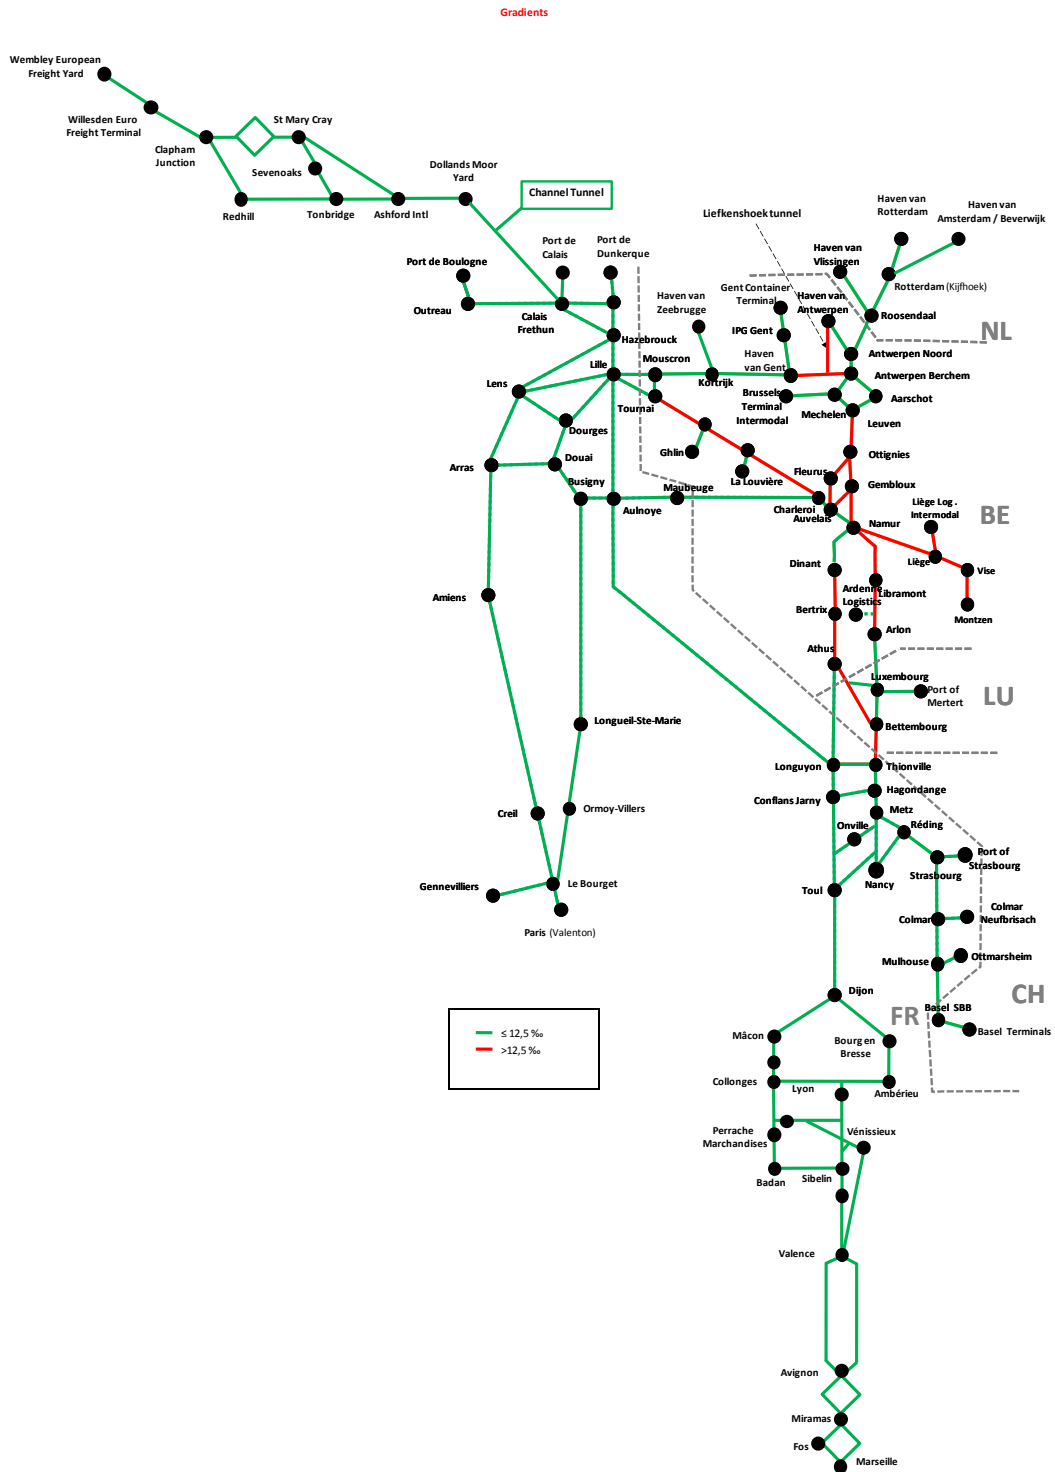 Gradients
Wembley European
Freight Yard
Willesden Euro
Freight Terminal
St Mary Cray
Clapham
Junction
Sevenoaks
Redhill
Tonbridge
Ashford Intl
Dollands Moor
Yard
Channel Tunnel
Port de Boulogne
Outreau
Port de
Calais
Port de
Dunkerque
Calais
Frethun
Hazebrouck
Lille
Lens
Mouscron
Tournai
Dourges
Douai
Arras
Busigny
Aulnoye
Maubeuge
Haven van
Zeebrugge
Kortrijk
Liefkenshoek tunnel
Haven van
Rotterdam
Haven van
Amsterdam / Beverwijk
Haven van
Vlissingen
Rotterdam (Kijfhoek)
Gent Container
Terminal
Haven van
Antwerpen
Roosendaal
NL
IPG Gent
Haven
van Gent
Antwerpen Noord
Antwerpen Berchem
Brussels
Terminal
Intermodal
Mechelen
Aarschot
Leuven
Ghlin
La Louvière
Ottignies
Fleurus
Gembloux
Charleroi
Auvelais
Namur
Liège Log .
Intermodal
BE
Liège
Vise
Montzen
Dinant
Ardenne
Logistics
Libramont
Bertrix
Arlon
Athus
Luxembourg
Port of
Mertert
LU
Bettembourg
Amiens
Longueil-Ste-Marie
Longuyon
Thionville
Conflans Jarny
Hagondange
Metz
Creil
Ormoy-Villers
Onville
Réding
Port of
Strasbourg
Strasbourg
Gennevilliers
Le Bourget
Toul
Nancy
Paris (Valenton)
Colmar
Colmar
Neufbrisach
Mulhouse
Ottmarsheim
Dijon
CH
FR
Basel SBB
Basel Terminals
≤ 12,5 ‰
>12,5 ‰
Mâcon
Bourg en
Bresse
Collonges
Lyon
Ambérieu
Perrache
Marchandises
Vénissieux
Badan
Sibelin
Valence
Avignon
Miramas
Fos
Marseille